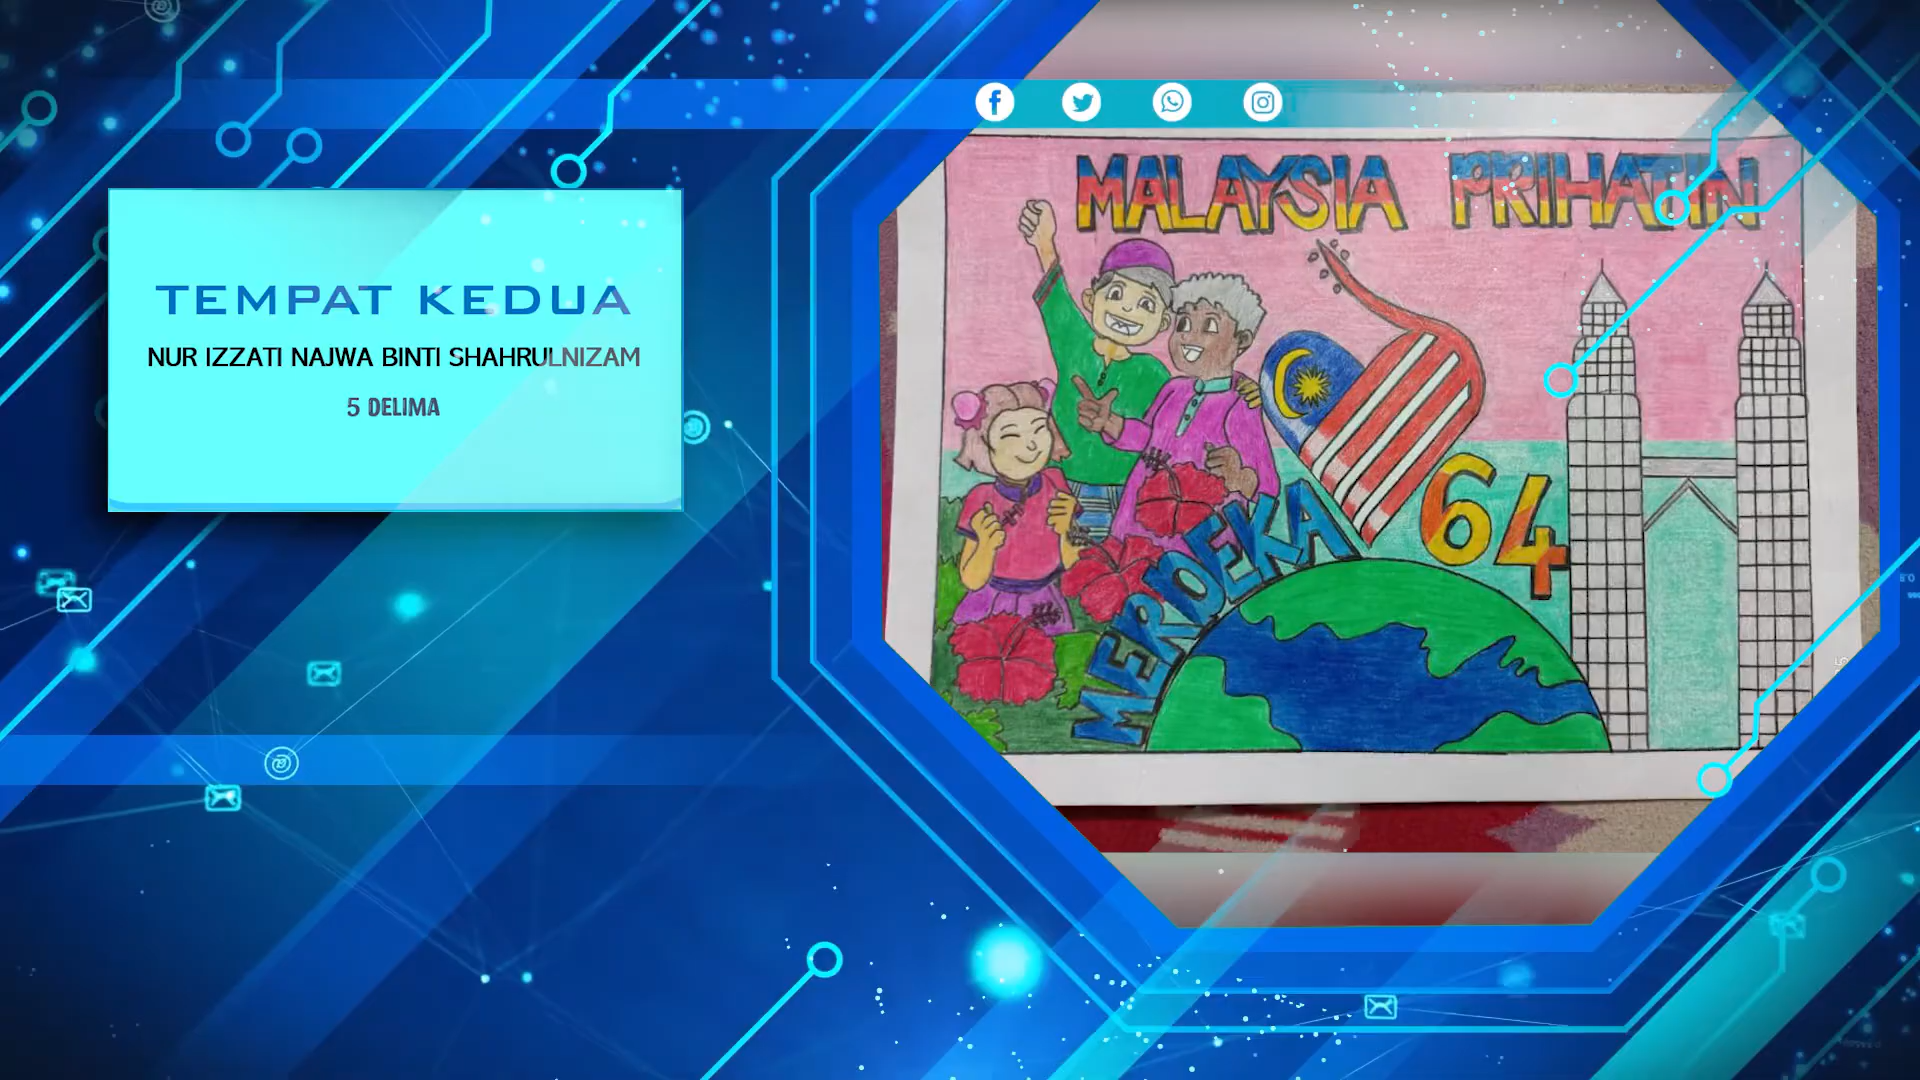 TEMPAT KEDUA
NUR IZZATI NAJWA BINTI SHAHRULNIZAM
5 DELIMA
MALAYSIA PRIHATIN
MERDEKA
64